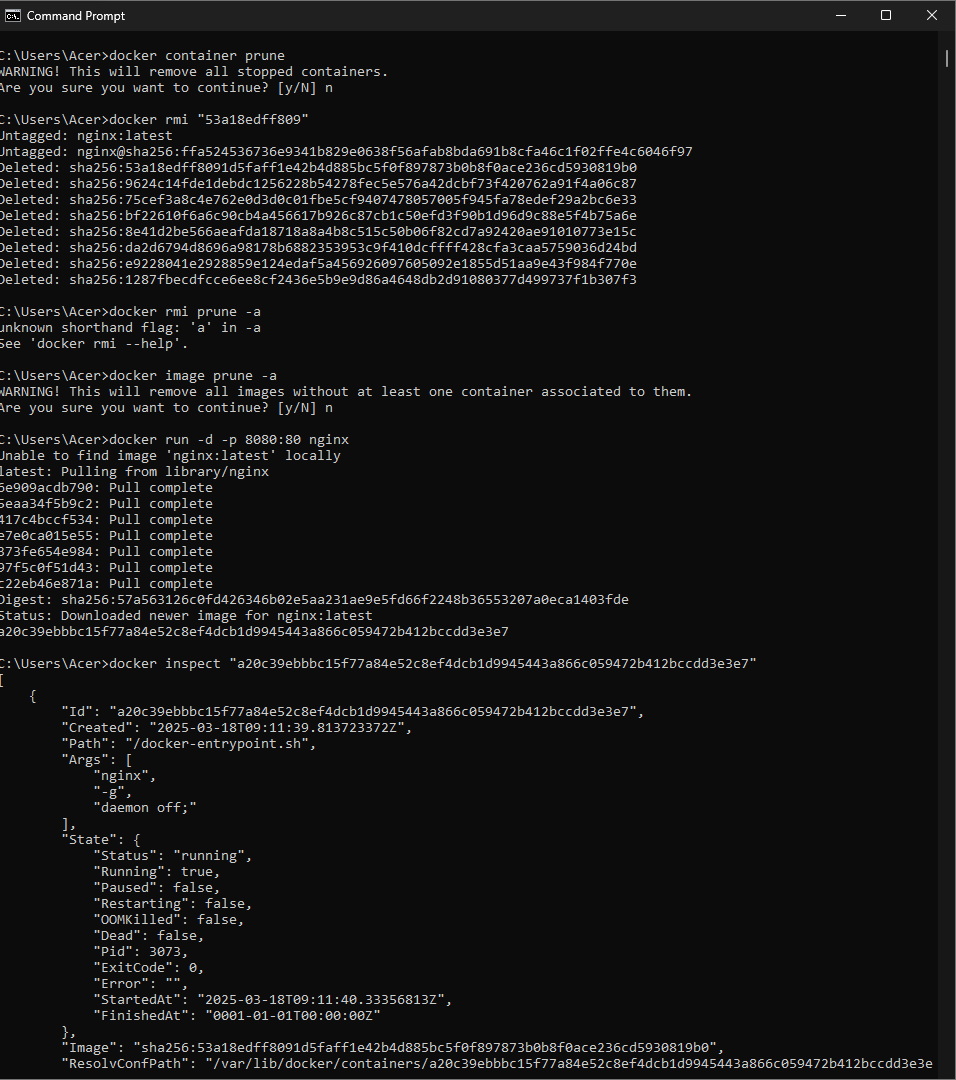 Command Prompt
C:\Users\Acer>docker container prune
WARNING! This will remove all stopped containers.
Are you sure you want to continue? [y/N] n
C:\Users\Acer>docker rmi "53a18edff809"
Untagged: nginx:latest
Untagged: nginx@sha256:ffa524536736e9341b829e0638f56afab8bda691b8cfa46c1f02ffe4c6046f97
Deleted: sha256:53a18edff8091d5faff1e42b4d885bc5f0f897873b0b8f0ace236cd5930819b0
Deleted: sha256:9624c14fde1debdc1256228b54278fec5e576a42dcbf73f420762a91f4a06c87
Deleted: sha256:75cef3a8c4e762e0d3d0c01fbe5cf9407478057005f945fa78edef29a2bc6e33
Deleted: sha256:bf22610f6a6c90cb4a456617b926c87cb1c50efd3f90b1d96d9c88e5f4b75a6e
Deleted: sha256:8e41d2be566aeafda18718a8a4b8c515c50b06f82cd7a92420ae91010773e15c
Deleted: sha256:da2d6794d8696a98178b6882353953c9f410dcffff428cfa3caa5759036d24bd
Deleted: sha256:e9228041e2928859e124edaf5a456926097605092e1855d51aa9e43f984f770e
Deleted: sha256:1287fbecdfcce6ee8cf2436e5b9e9d86a4648db2d91080377d499737f1b307f3
C:\Users\Acer>docker rmi prune -a
unknown shorthand flag: 'a' in -a
See 'docker rmi --help'.
C:\Users\Acer>docker image prune -a
WARNING! This will remove all images without at least one container associated to them.
Are you sure you want to continue? [y/N] n
C:\Users\Acer>docker run -d -p 8080:80 nginx
Unable to find image 'nginx:latest' locally
latest: Pulling from library/nginx
6e909acdb790: Pull complete
5eaa34f5b9c2: Pull complete
417c4bccf534: Pull complete
e7e0ca015e55: Pull complete
373fe654e984: Pull complete
97f5c0f51d43: Pull complete
c22eb46e871a: Pull complete
Digest: sha256:57a563126c0fd426346b02e5aa231ae9e5fd66f2248b36553207a0eca1403fde
Status: Downloaded newer image for nginx:latest
a20c39ebbbc15f77a84e52c8ef4dcb1d9945443a866c059472b412bccdd3e3e7
C:\Users\Acer>docker inspect "a20c39ebbbc15f77a84e52c8ef4dcb1d9945443a866c059472b412bccdd3e3e7"
[
{
"Id": "a20c39ebbbc15f77a84e52c8ef4dcb1d9945443a866c059472b412bccdd3e3e7",
"Created": "2025-03-18T09:11:39.813723372Z",
"Path": "/docker-entrypoint.sh",
"Args": [
"nginx",
"-g",
"daemon off;"
],
"State": {
"Status": "running",
"Running": true,
"Paused": false,
"Restarting": false,
"OOMKilled": false,
"Dead": false,
"Pid": 3073,
"ExitCode": 0,
"Error": "",
"StartedAt": "2025-03-18T09:11:40.33356813Z",
"FinishedAt": "0001-01-01T00:00:00Z"
},
"Image": "sha256:53a18edff8091d5faff1e42b4d885bc5f0f897873b0b8f0ace236cd5930819b0",
"ResolvConfPath": "/var/lib/docker/containers/a20c39ebbbc15f77a84e52c8ef4dcb1d9945443a866c059472b412bccdd3e3e